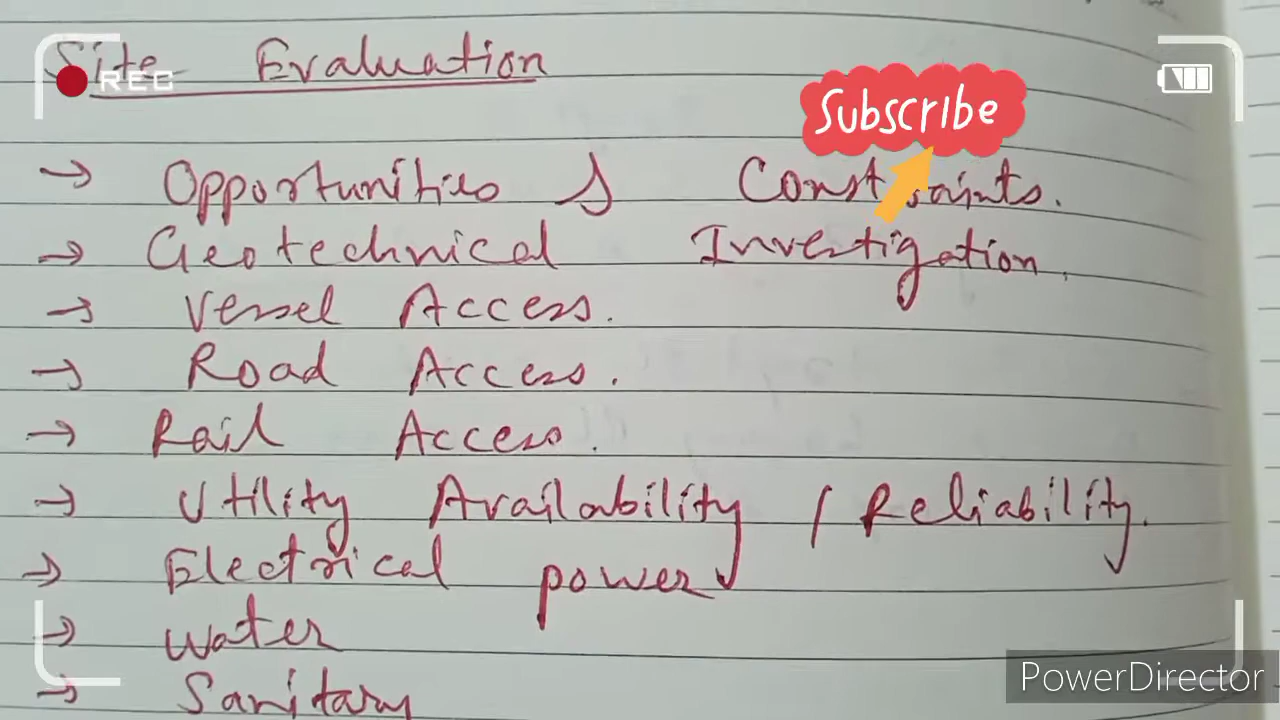 Site Evaluation
REC
Subscribe
→ Opportunities & Constraints.
→ Geotechnical Investigation.
→ Vessel Access.
→ Road Access.
→ Rail Access.
→ Utility Availability / Reliability.
→ Electrical power
→ Water
→ Sanitary
PowerDirector